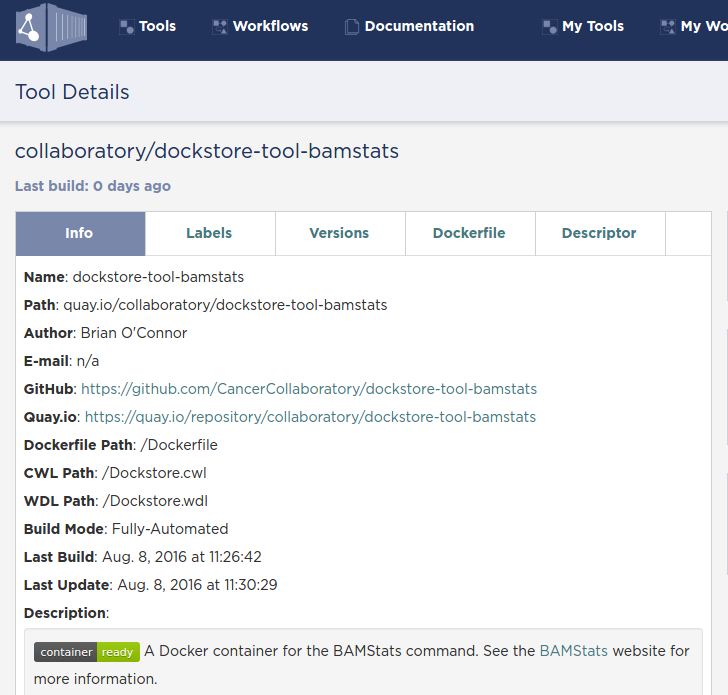 Tools Workflows Documentation My Tools My Wo
Tool Details
collaboratory/dockstore-tool-bamstats
Last build: 0 days ago
Info Labels Versions Dockerfile Descriptor
Name: dockstore-tool-bamstats
Path: quay.io/collaboratory/dockstore-tool-bamstats
Author: Brian O'Connor
E-mail: n/a
GitHub: https://github.com/CancerCollaboratory/dockstore-tool-bamstats
Quay.io: https://quay.io/repository/collaboratory/dockstore-tool-bamstats
Dockerfile Path: /Dockerfile
CWL Path: /Dockstore.cwl
WDL Path: /Dockstore.wdl
Build Mode: Fully-Automated
Last Build: Aug. 8, 2016 at 11:26:42
Last Update: Aug. 8, 2016 at 11:30:29
Description:
container ready A Docker container for the BAMStats command. See the BAMStats website for
more information.